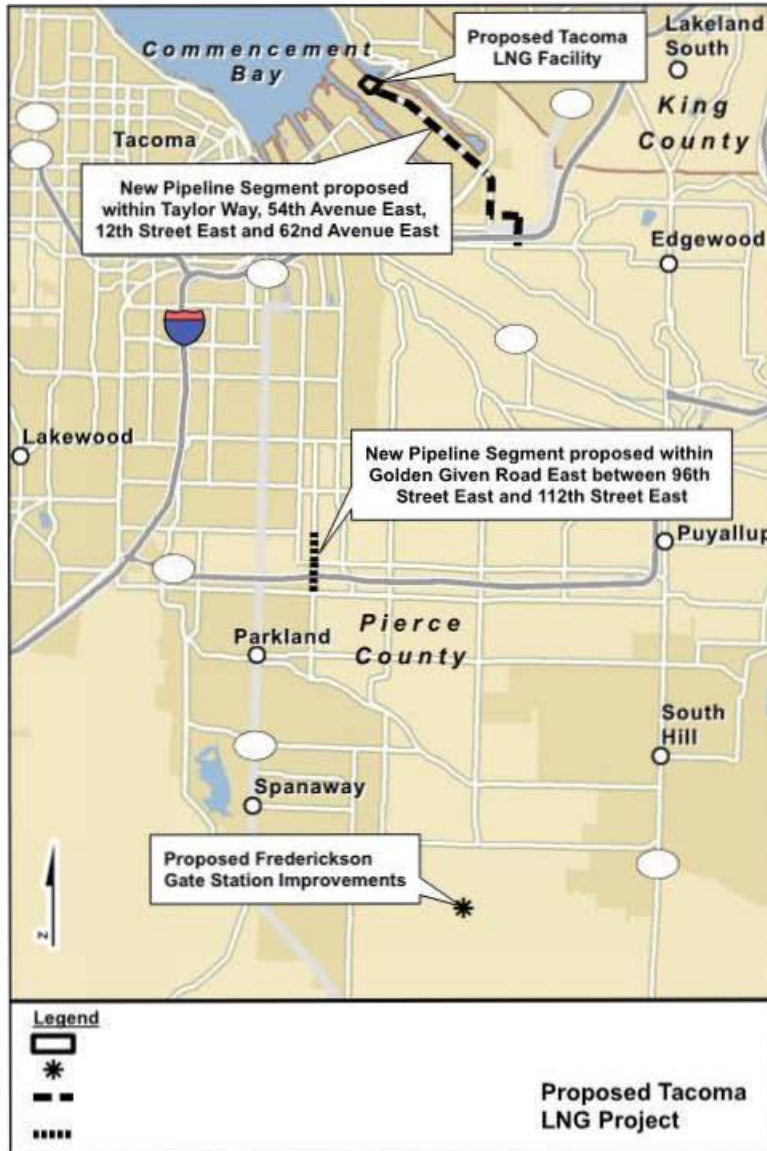 Commencement
Bay
Proposed Tacoma
LNG Facility
Lakeland
South
King
County
Tacoma
New Pipeline Segment proposed
within Taylor Way, 54th Avenue East,
12th Street East and 62nd Avenue East
Edgewood
Lakewood
New Pipeline Segment proposed within
Golden Given Road East between 96th
Street East and 112th Street East
Puyallup
Pierce
County
Parkland
South
Hill
Spanaway
Proposed Frederickson
Gate Station Improvements
N
Legend
Proposed Tacoma
LNG Project